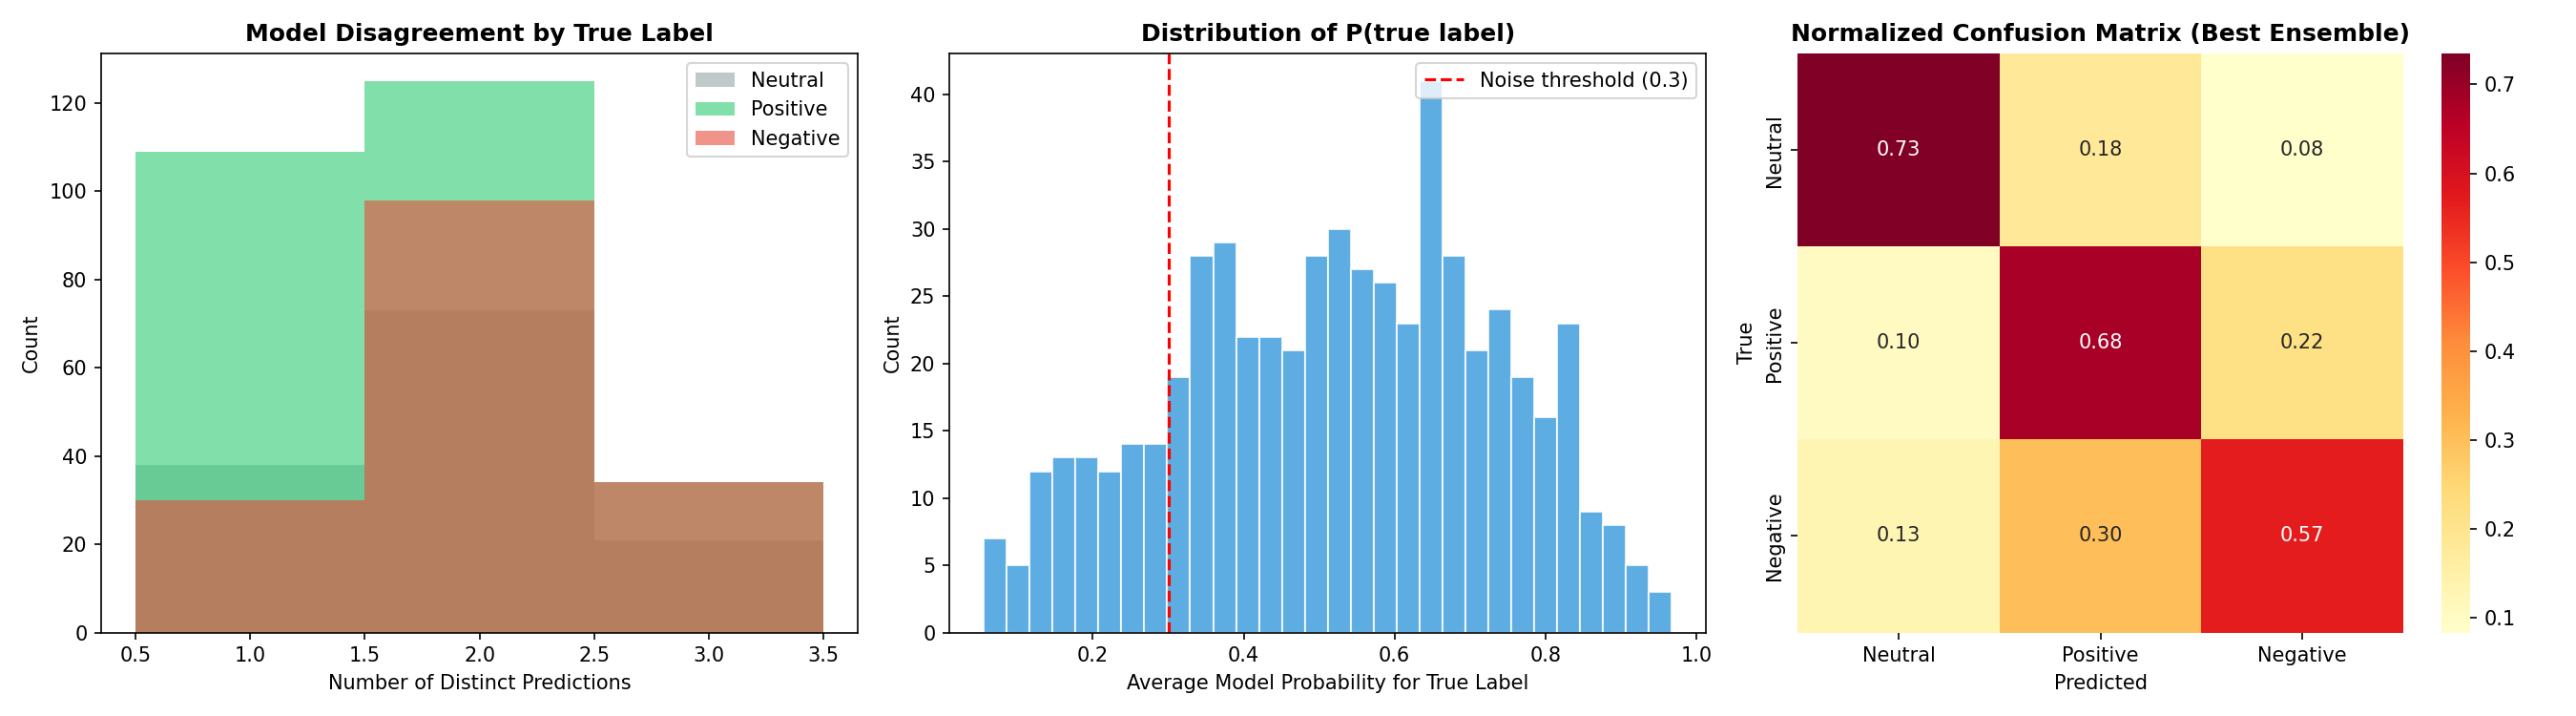 Model Disagreement by True Label
Neutral
Positive
Negative
120
100
80
60
40
20
0
Count
0.5 1.0 1.5 2.0 2.5 3.0 3.5
Number of Distinct Predictions
Distribution of P(true label)
Noise threshold (0.3)
40
35
30
25
20
15
10
5
0
Count
0.2 0.4 0.6 0.8 1.0
Average Model Probability for True Label
Normalized Confusion Matrix (Best Ensemble)
True
Neutral
0.73 0.18 0.08
Positive
0.10 0.68 0.22
Negative
0.13 0.30 0.57
Neutral Positive Negative
Predicted
0.7
0.6
0.5
0.4
0.3
0.2
0.1